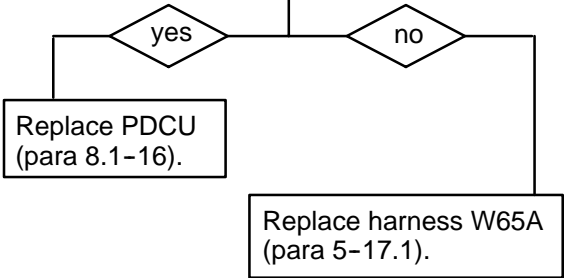 yes
no
Replace PDCU
(para 8.1-16).
Replace harness W65A
(para 5-17.1).